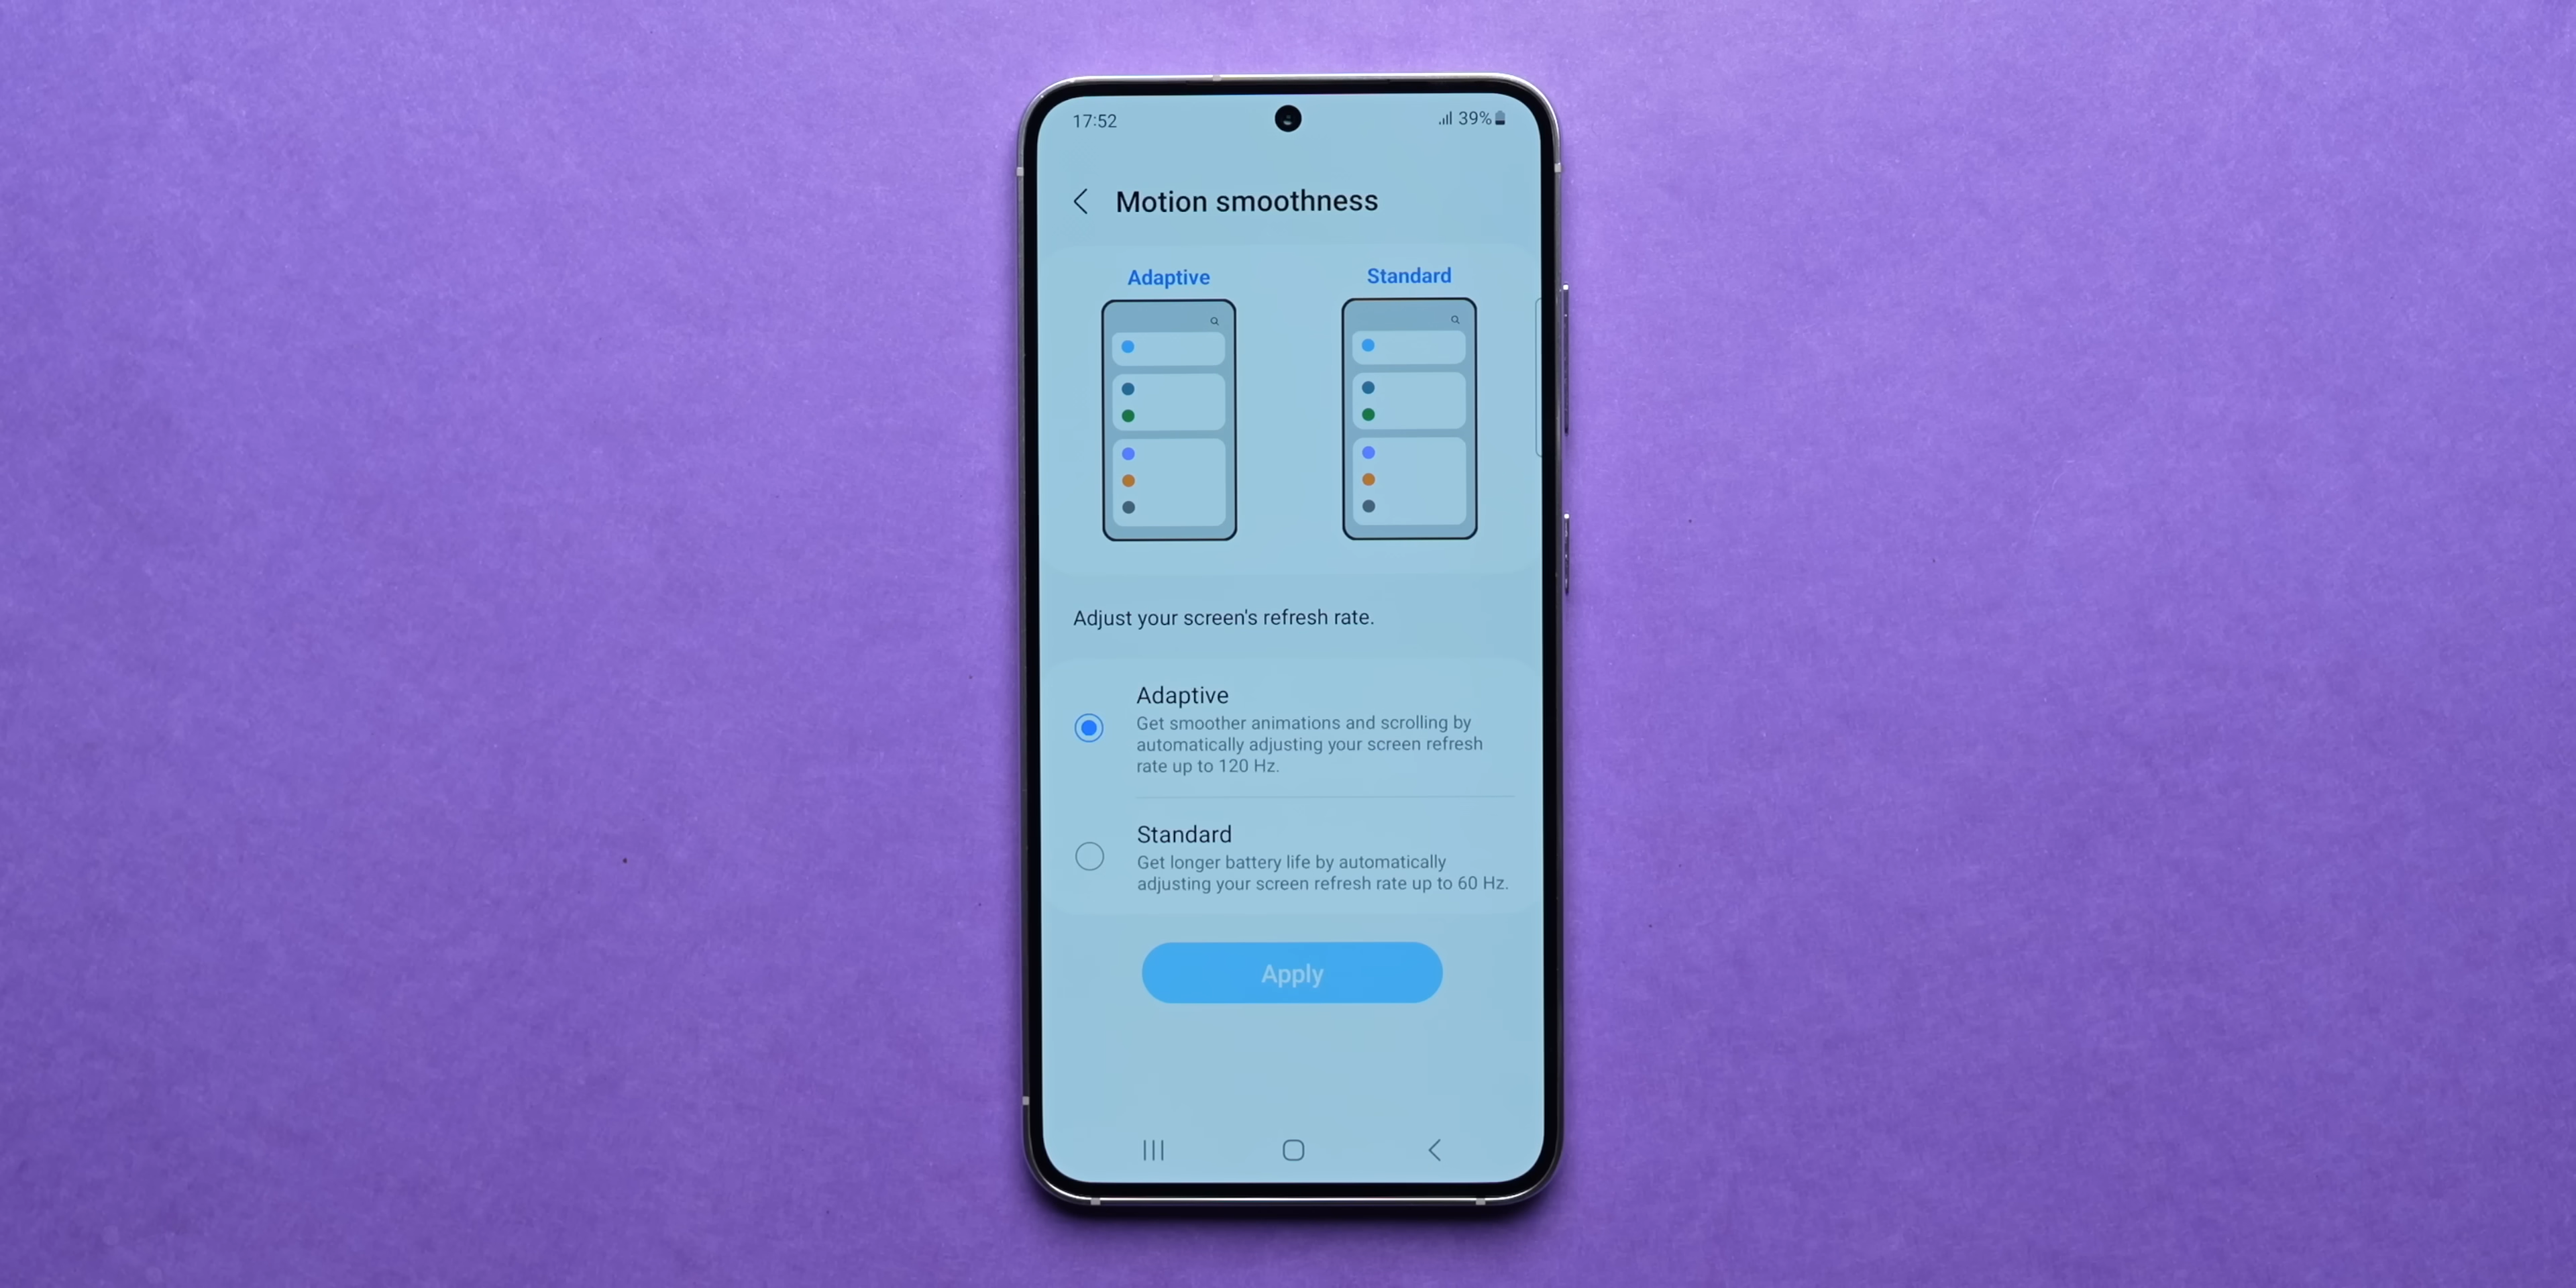 17:52
39%
Motion smoothness
Adaptive
Standard
Adjust your screen's refresh rate.
Adaptive
Get smoother animations and scrolling by
automatically adjusting your screen refresh
rate up to 120 Hz.
Standard
Get longer battery life by automatically
adjusting your screen refresh rate up to 60 Hz.
Apply